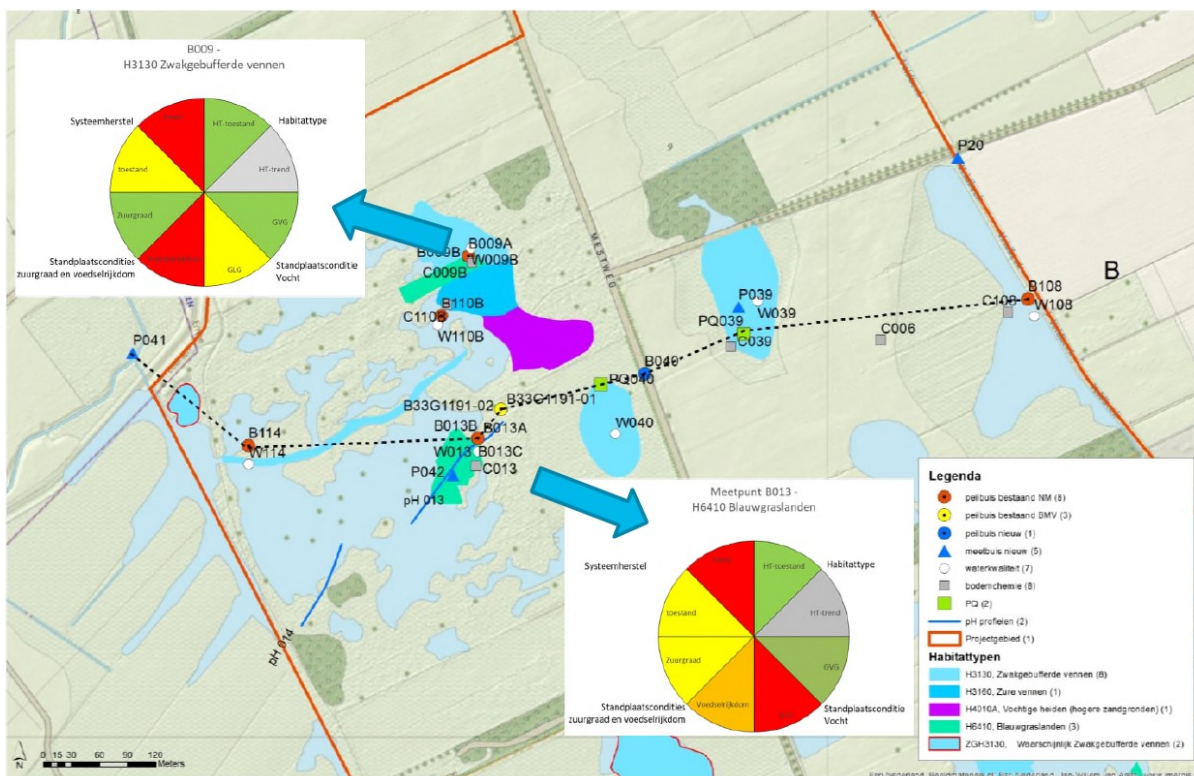 B009 -
H3130 Zwakgebufferde vennen
Systeemherstel
Habitattype
HT-toestand
toestand
HT-trend
Zuurgraad
GVG
GLG
Standplaatscondities
zuurgraad en voedselrijkdom
Standplaatsconditie
Vocht
P20
9
MESTWEG
B
B009A
B009B
W009B
C009B
B110B
C110B
W110B
P039
W039
PQ039
C039
B108
C108
W108
C006
P041
B040
PQ040
B33G1191-01
B33G1191-02
W040
B114
W114
B013B
B013A
W013
B013C
P042
C013
pH 013
pH 014
Meetpunt B013 -
H6410 Blauwgraslanden
Systeemherstel
Habitattype
HT-toestand
toestand
HT-trend
Zuurgraad
GVG
Voedselrijkdom
Standplaatscondities
zuurgraad en voedselrijkdom
Standplaatsconditie
Vocht
Legenda
peilbuis bestaand NM (8)
peilbuis bestaand BMV (3)
peilbuis nieuw (1)
meetbuis nieuw (5)
waterkwaliteit (7)
bodemchemie (8)
PQ (2)
pH profielen (2)
Projectgebied (1)
Habitattypen
H3130, Zwakgebufferde vennen (8)
H3160, Zure vennen (1)
H4010A, Vochtige heiden (hogere zandgronden) (1)
H6410, Blauwgraslanden (3)
ZGH3130, Waarschijnlijk Zwakgebufferde vennen (2)
N
0 15 30 60 90 120
Meters